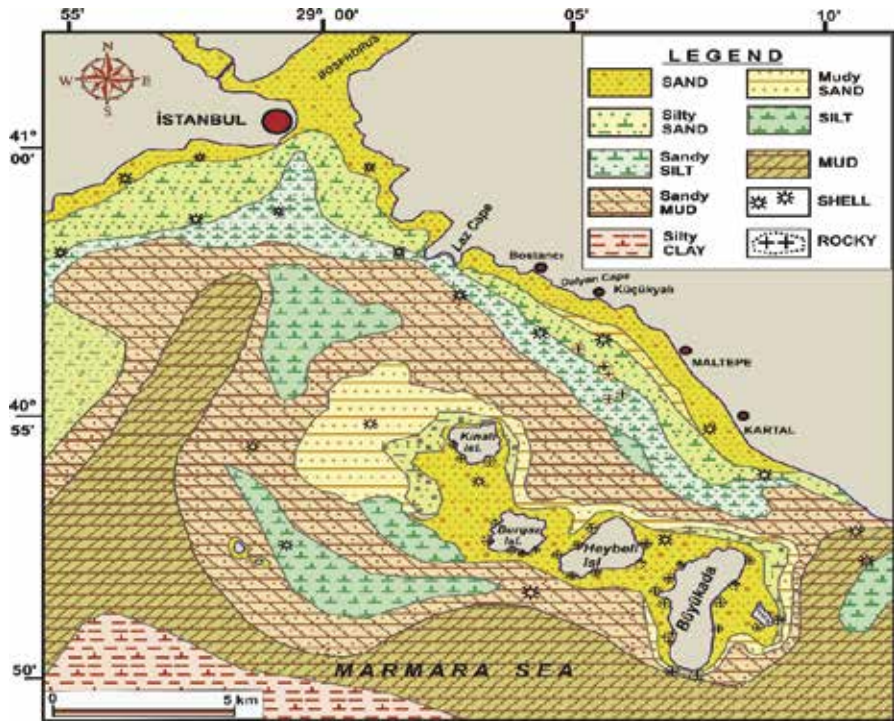 55'
29° 00'
05'
10'
N
W
E
S
BOSPHORUS
İSTANBUL
41°
00'
LEGEND
SAND
Mudy
SAND
Silty
SAND
SILT
Sandy
SILT
MUD
Sandy
MUD
SHELL
Silty
CLAY
ROCKY
Laz Cape
Bostancı
Dalyan Cape
Küçükyalı
MALTEPE
KARTAL
40°
55'
Kınalı
isl.
Burgaz
isl.
Heybeli
isl
Büyükada
50'
MARMARA SEA
0
5 km